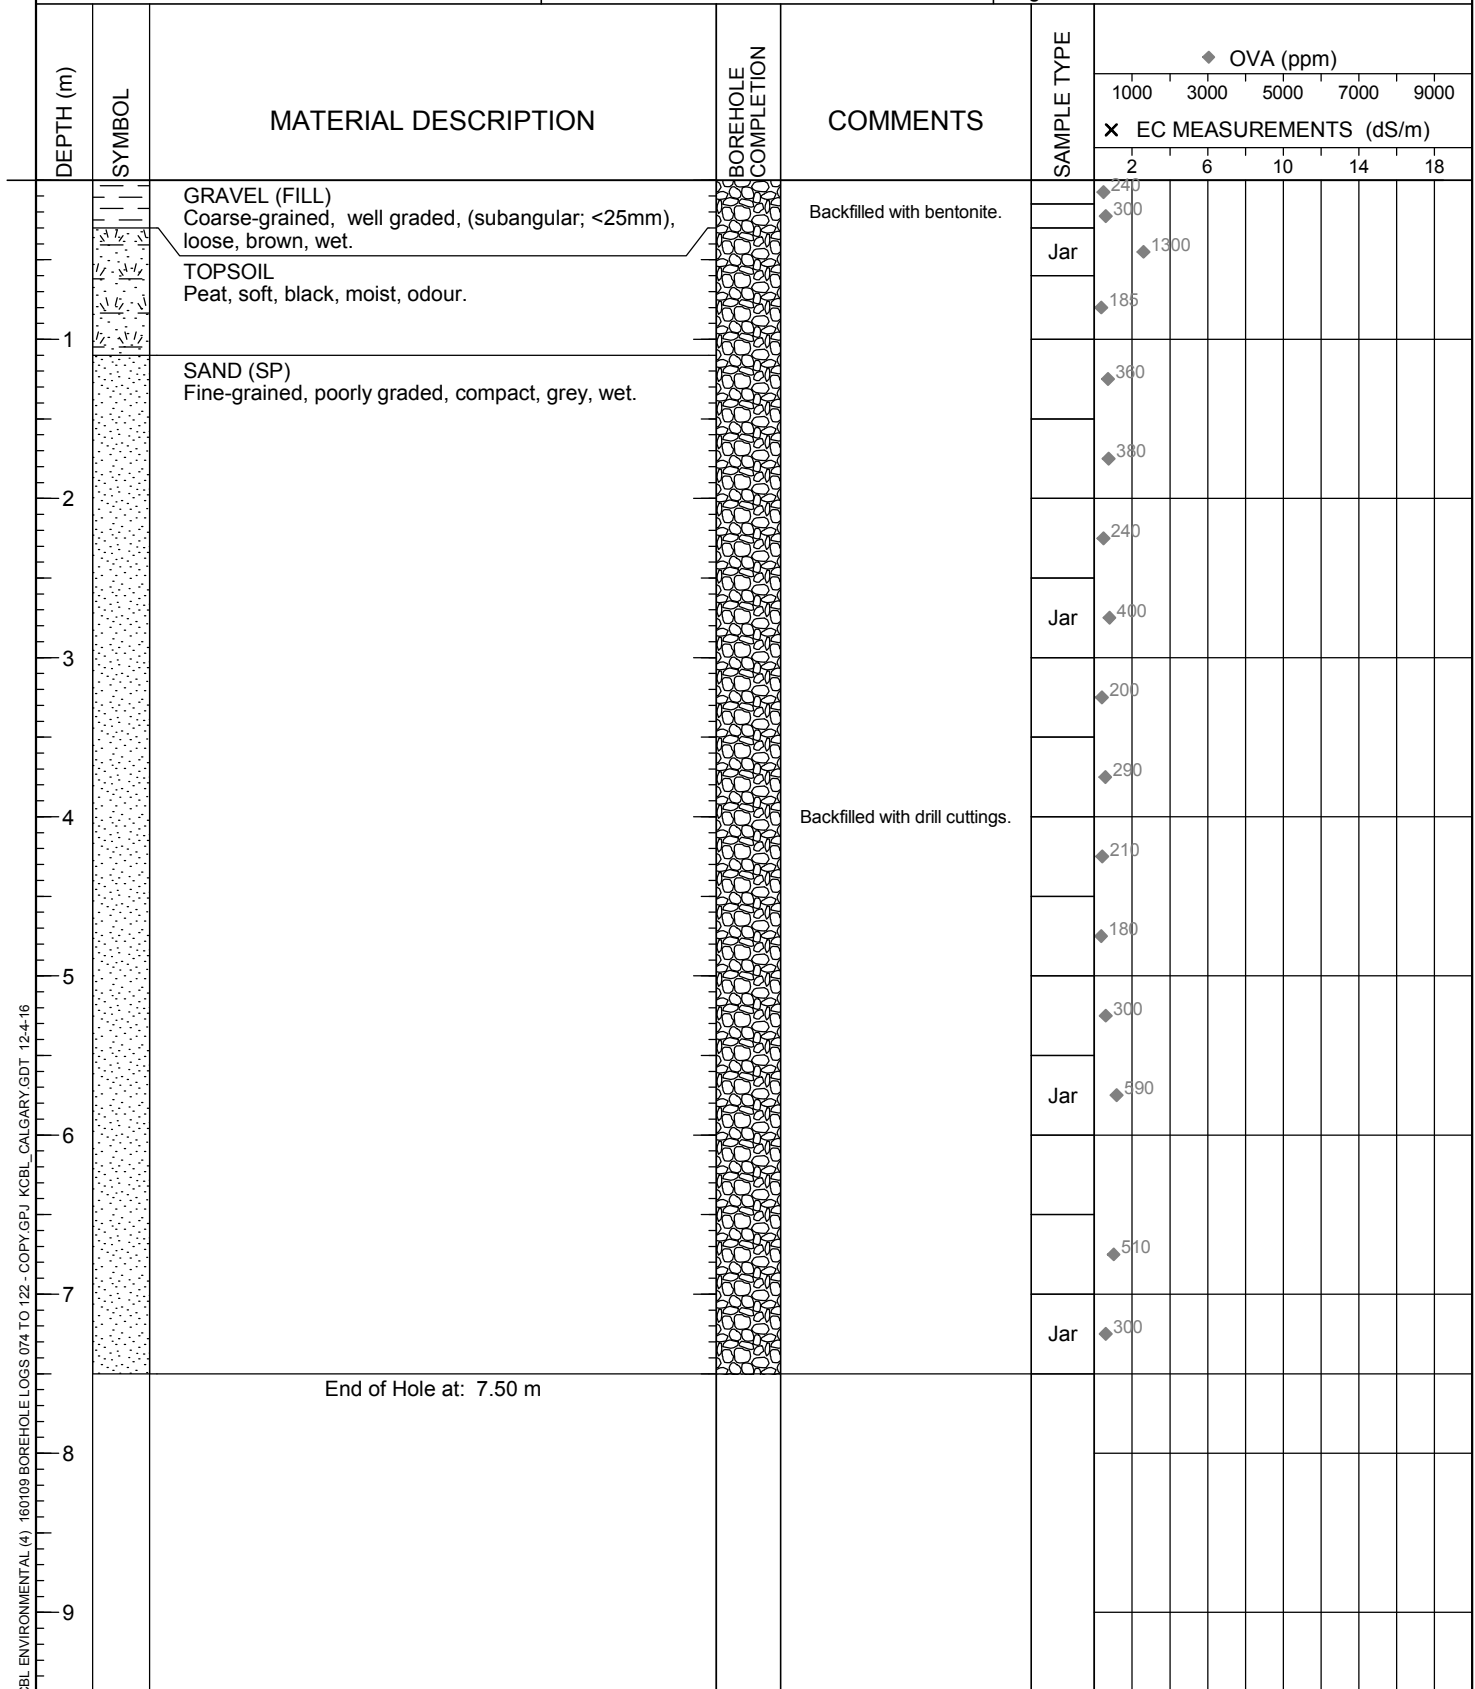 DEPTH (m)
SYMBOL
MATERIAL DESCRIPTION
BOREHOLE
COMPLETION
COMMENTS
SAMPLE TYPE
OVA (ppm)
1000 3000 5000 7000 9000
EC MEASUREMENTS (dS/m)
2 6 10 14 18
GRAVEL (FILL)
Coarse-grained, well graded, (subangular; <25mm),
loose, brown, wet.
Backfilled with bentonite.
240
300
TOPSOIL
Peat, soft, black, moist, odour.
Jar
1300
185
1
SAND (SP)
Fine-grained, poorly graded, compact, grey, wet.
360
380
2
240
Jar
400
3
200
290
4
Backfilled with drill cuttings.
210
180
5
300
Jar
590
6
510
7
Jar
300
End of Hole at: 7.50 m
8
9
BL ENVIRONMENTAL (4) 160109 BOREHOLE LOGS 074 TO 122 - COPY.GPJ KCBL_CALGARY.GDT 12-4-16